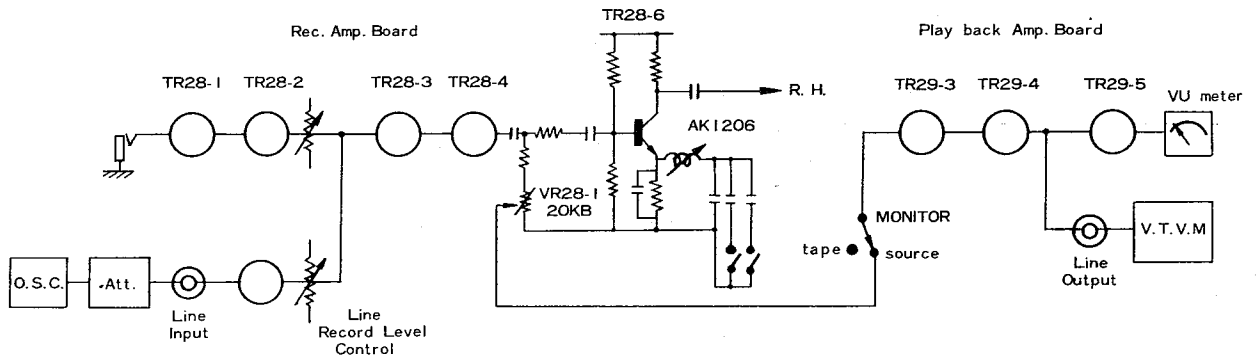 TR28-6
Rec. Amp. Board
Play back Amp. Board
TR28-1
TR28-2
TR28-3
TR28-4
R. H.
TR29-3
TR29-4
TR29-5
VU meter
AK1206
VR28-1
20KB
MONITOR
tape
source
V. T. V. M
Line
Output
O.S.C.
Att.
Line
Input
Line
Record Level
Control